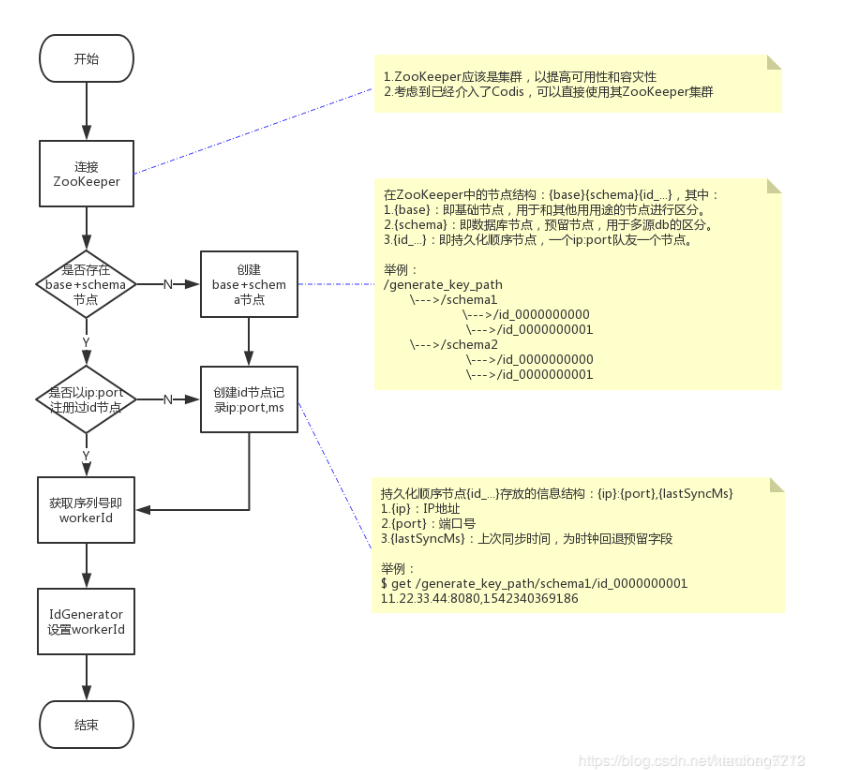 开始
1.ZooKeeper应该是集群，以提高可用性和容灾性
2.考虑到已经介入了Codis，可以直接使用其ZooKeeper集群
连接
ZooKeeper
在ZooKeeper中的节点结构：{base}{schema}{id_...}，其中：
1.{base}：即基础节点，用于和其他用用途的节点进行区分。
2.{schema}：即数据库节点，预留节点，用于多源db的区分。
3.{id_...}：即持久化顺序节点，一个ip:port队友一个节点。
举例：
/generate_key_path
\--->/schema1
\--->/id_0000000000
\--->/id_0000000001
\--->/schema2
\--->/id_0000000000
\--->/id_0000000001
是否存在
base+schema
节点
N
创建
base+schem
a节点
Y
是否以ip:port
注册过id节点
N
创建id节点记
录ip:port,ms
Y
获取序列号即
workerId
持久化顺序节点{id_...}存放的信息结构：{ip}:{port},{lastSyncMs}
1.{ip}：IP地址
2.{port}：端口号
3.{lastSyncMs}：上次同步时间，为时钟回退预留字段
举例：
$ get /generate_key_path/schema1/id_0000000001
11.22.33.44:8080,1542340369186
IdGenerator
设置workerId
结束